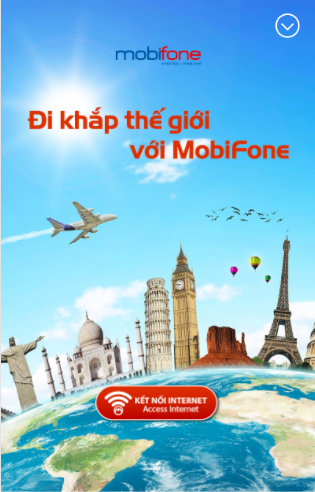 mobifone
Đi khắp thế giới
với MobiFone
KẾT NỐI INTERNET
Access Internet